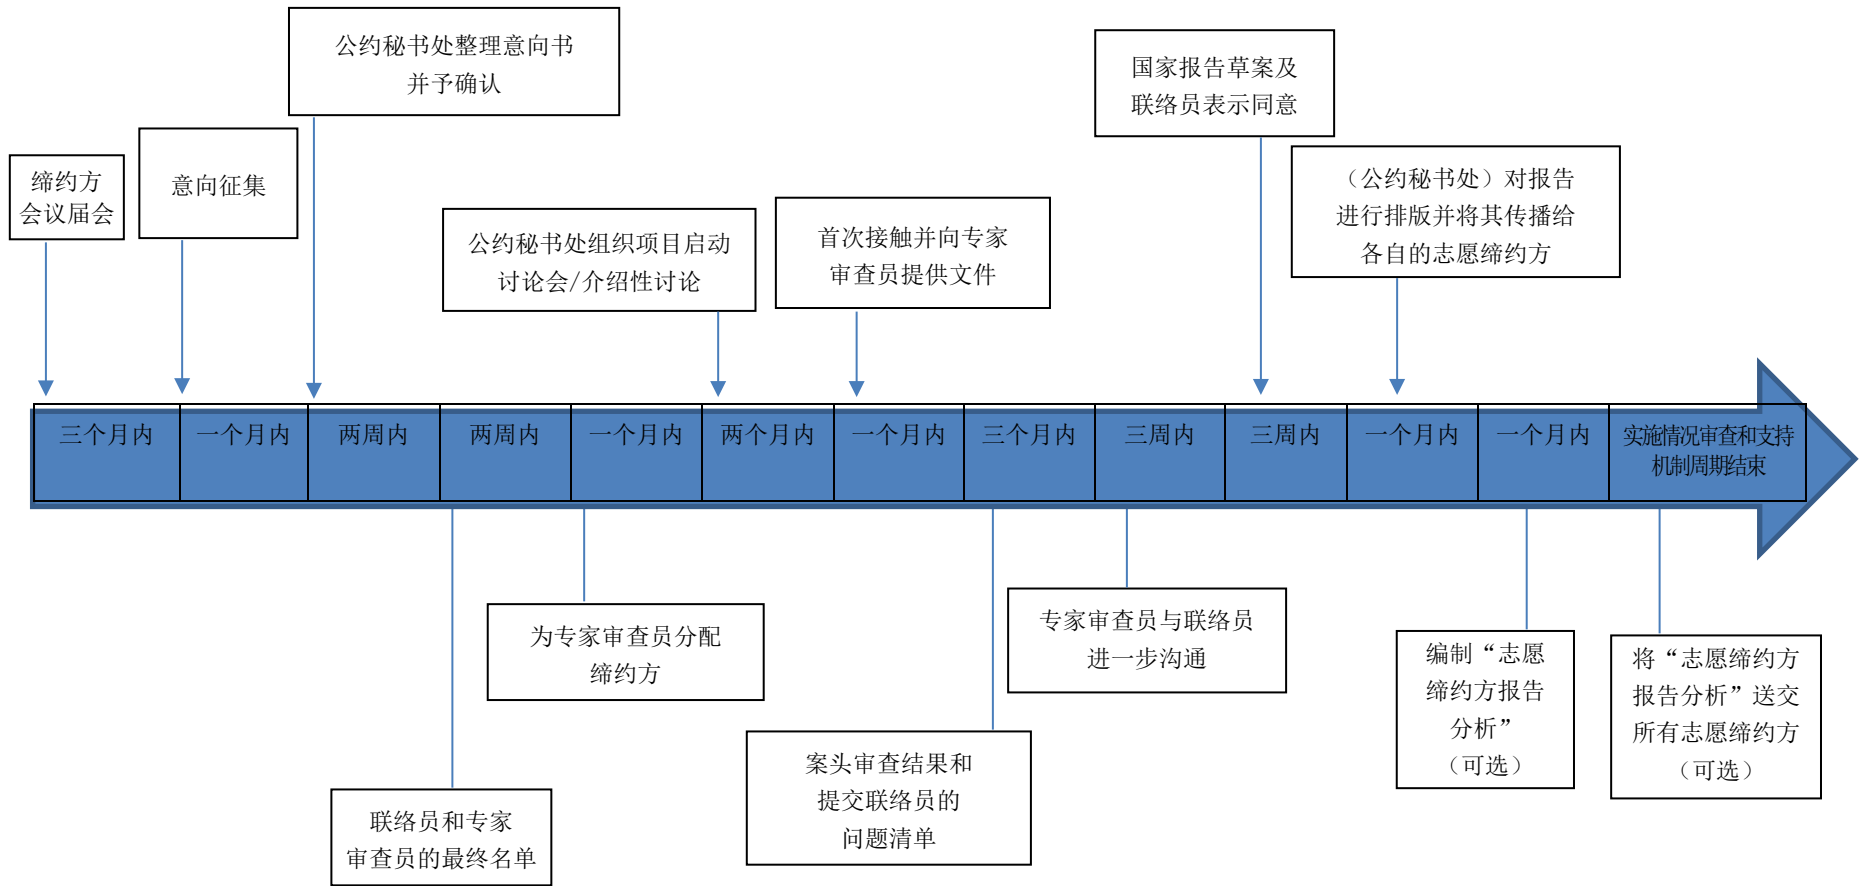 公约秘书处整理意向书
并予确认
国家报告草案及
联络员表示同意
缔约方
会议届会
意向征集
（公约秘书处）对报告
进行排版并将其传播给
各自的志愿缔约方
公约秘书处组织项目启动
讨论会/介绍性讨论
首次接触并向专家
审查员提供文件
三个月内
一个月内
两周内
两周内
一个月内
两个月内
一个月内
三个月内
三周内
三周内
一个月内
一个月内
实施情况审查和支持
机制周期结束
为专家审查员分配
缔约方
专家审查员与联络员
进一步沟通
编制“志愿
缔约方报告
分析”
（可选）
将“志愿缔约方
报告分析”送交
所有志愿缔约方
（可选）
案头审查结果和
提交联络员的
问题清单
联络员和专家
审查员的最终名单